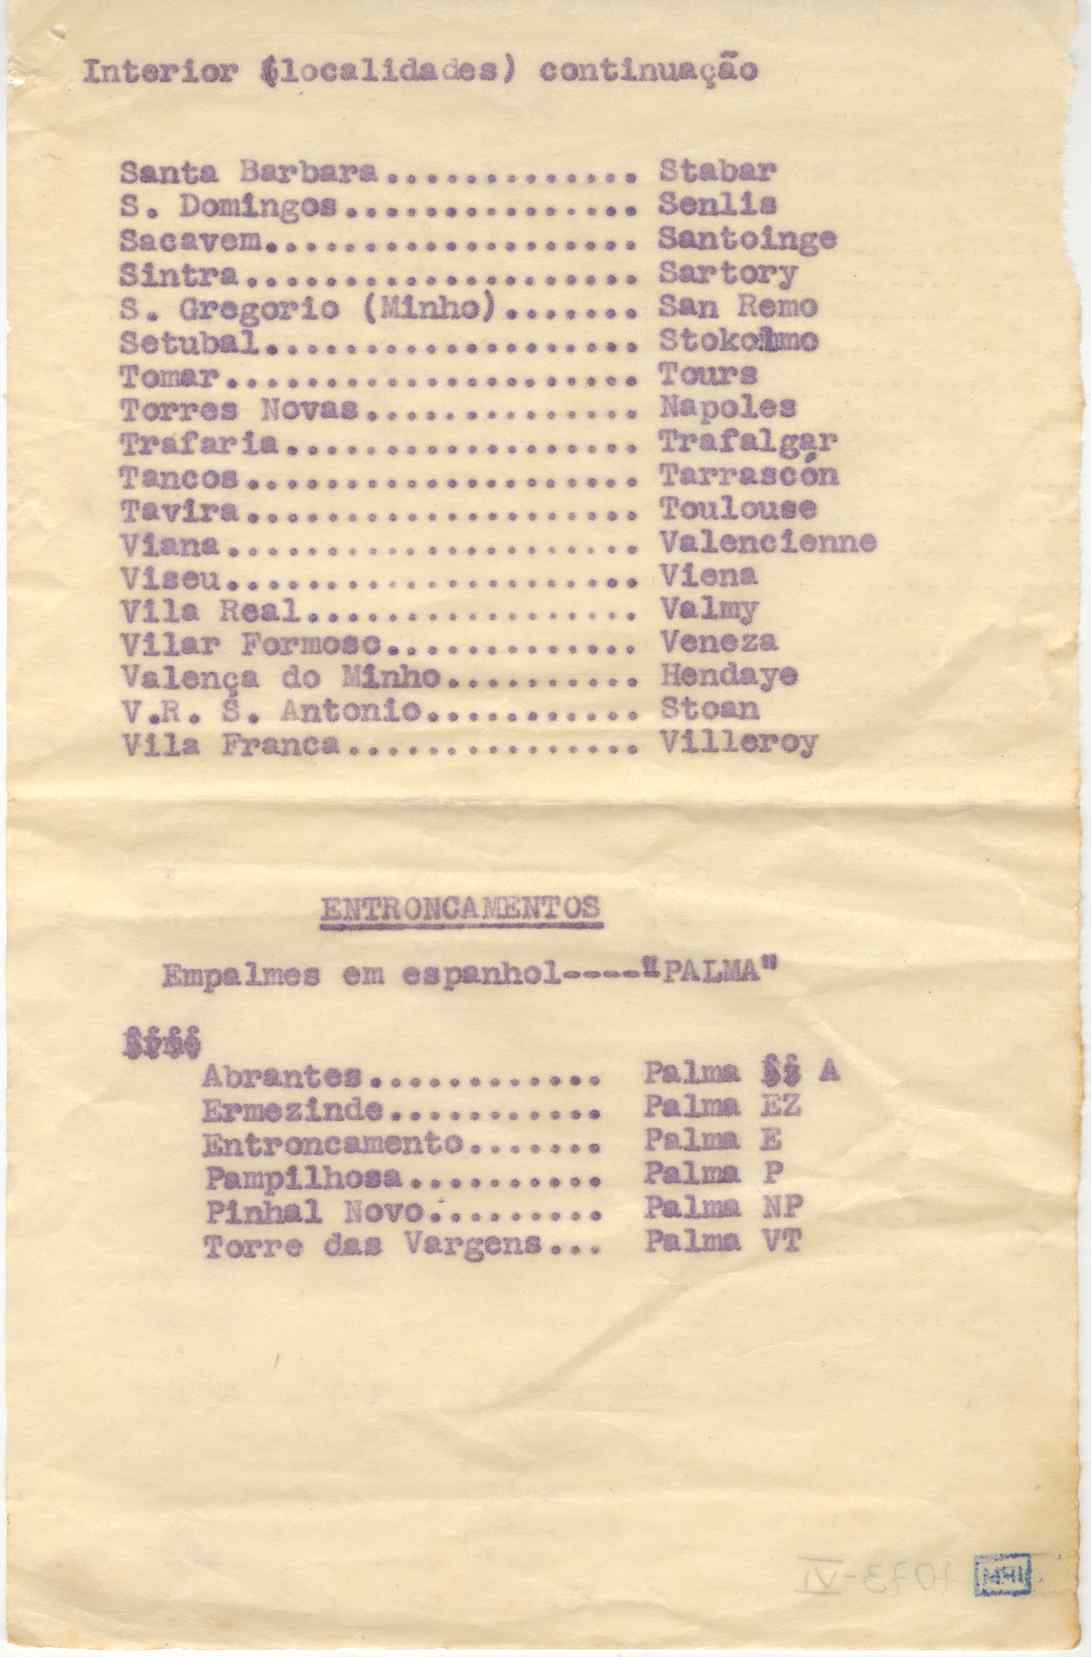 Interior (localidades) continuação
Santa Barbara............. Stabar
S. Domingos............... Senlis
Sacavem................... Santoinge
Sintra.................... Sartory
S. Gregorio (Minho)....... San Remo
Setubal................... Stokolmo
Tomar..................... Tours
Torres Novas.............. Napoles
Trafaria.................. Trafalgar
Tancos.................... Tarrascón
Tavira.................... Toulouse
Viana..................... Valencienne
Viseu..................... Viena
Vila Real................. Valmy
Vilar Formoso............. Veneza
Valença do Minho.......... Hendaye
V.R. S. Antonio........... Stoan
Vila Franca............... Villeroy
ENTRONCAMENTOS
Empalmes em espanhol----"PALMA"
Abrantes............ Palma A
Ermezinde........... Palma EZ
Entroncamento....... Palma E
Pampilhosa.......... Palma P
Pinhal Novo......... Palma NP
Torre das Vargens... Palma VT
1093-VI